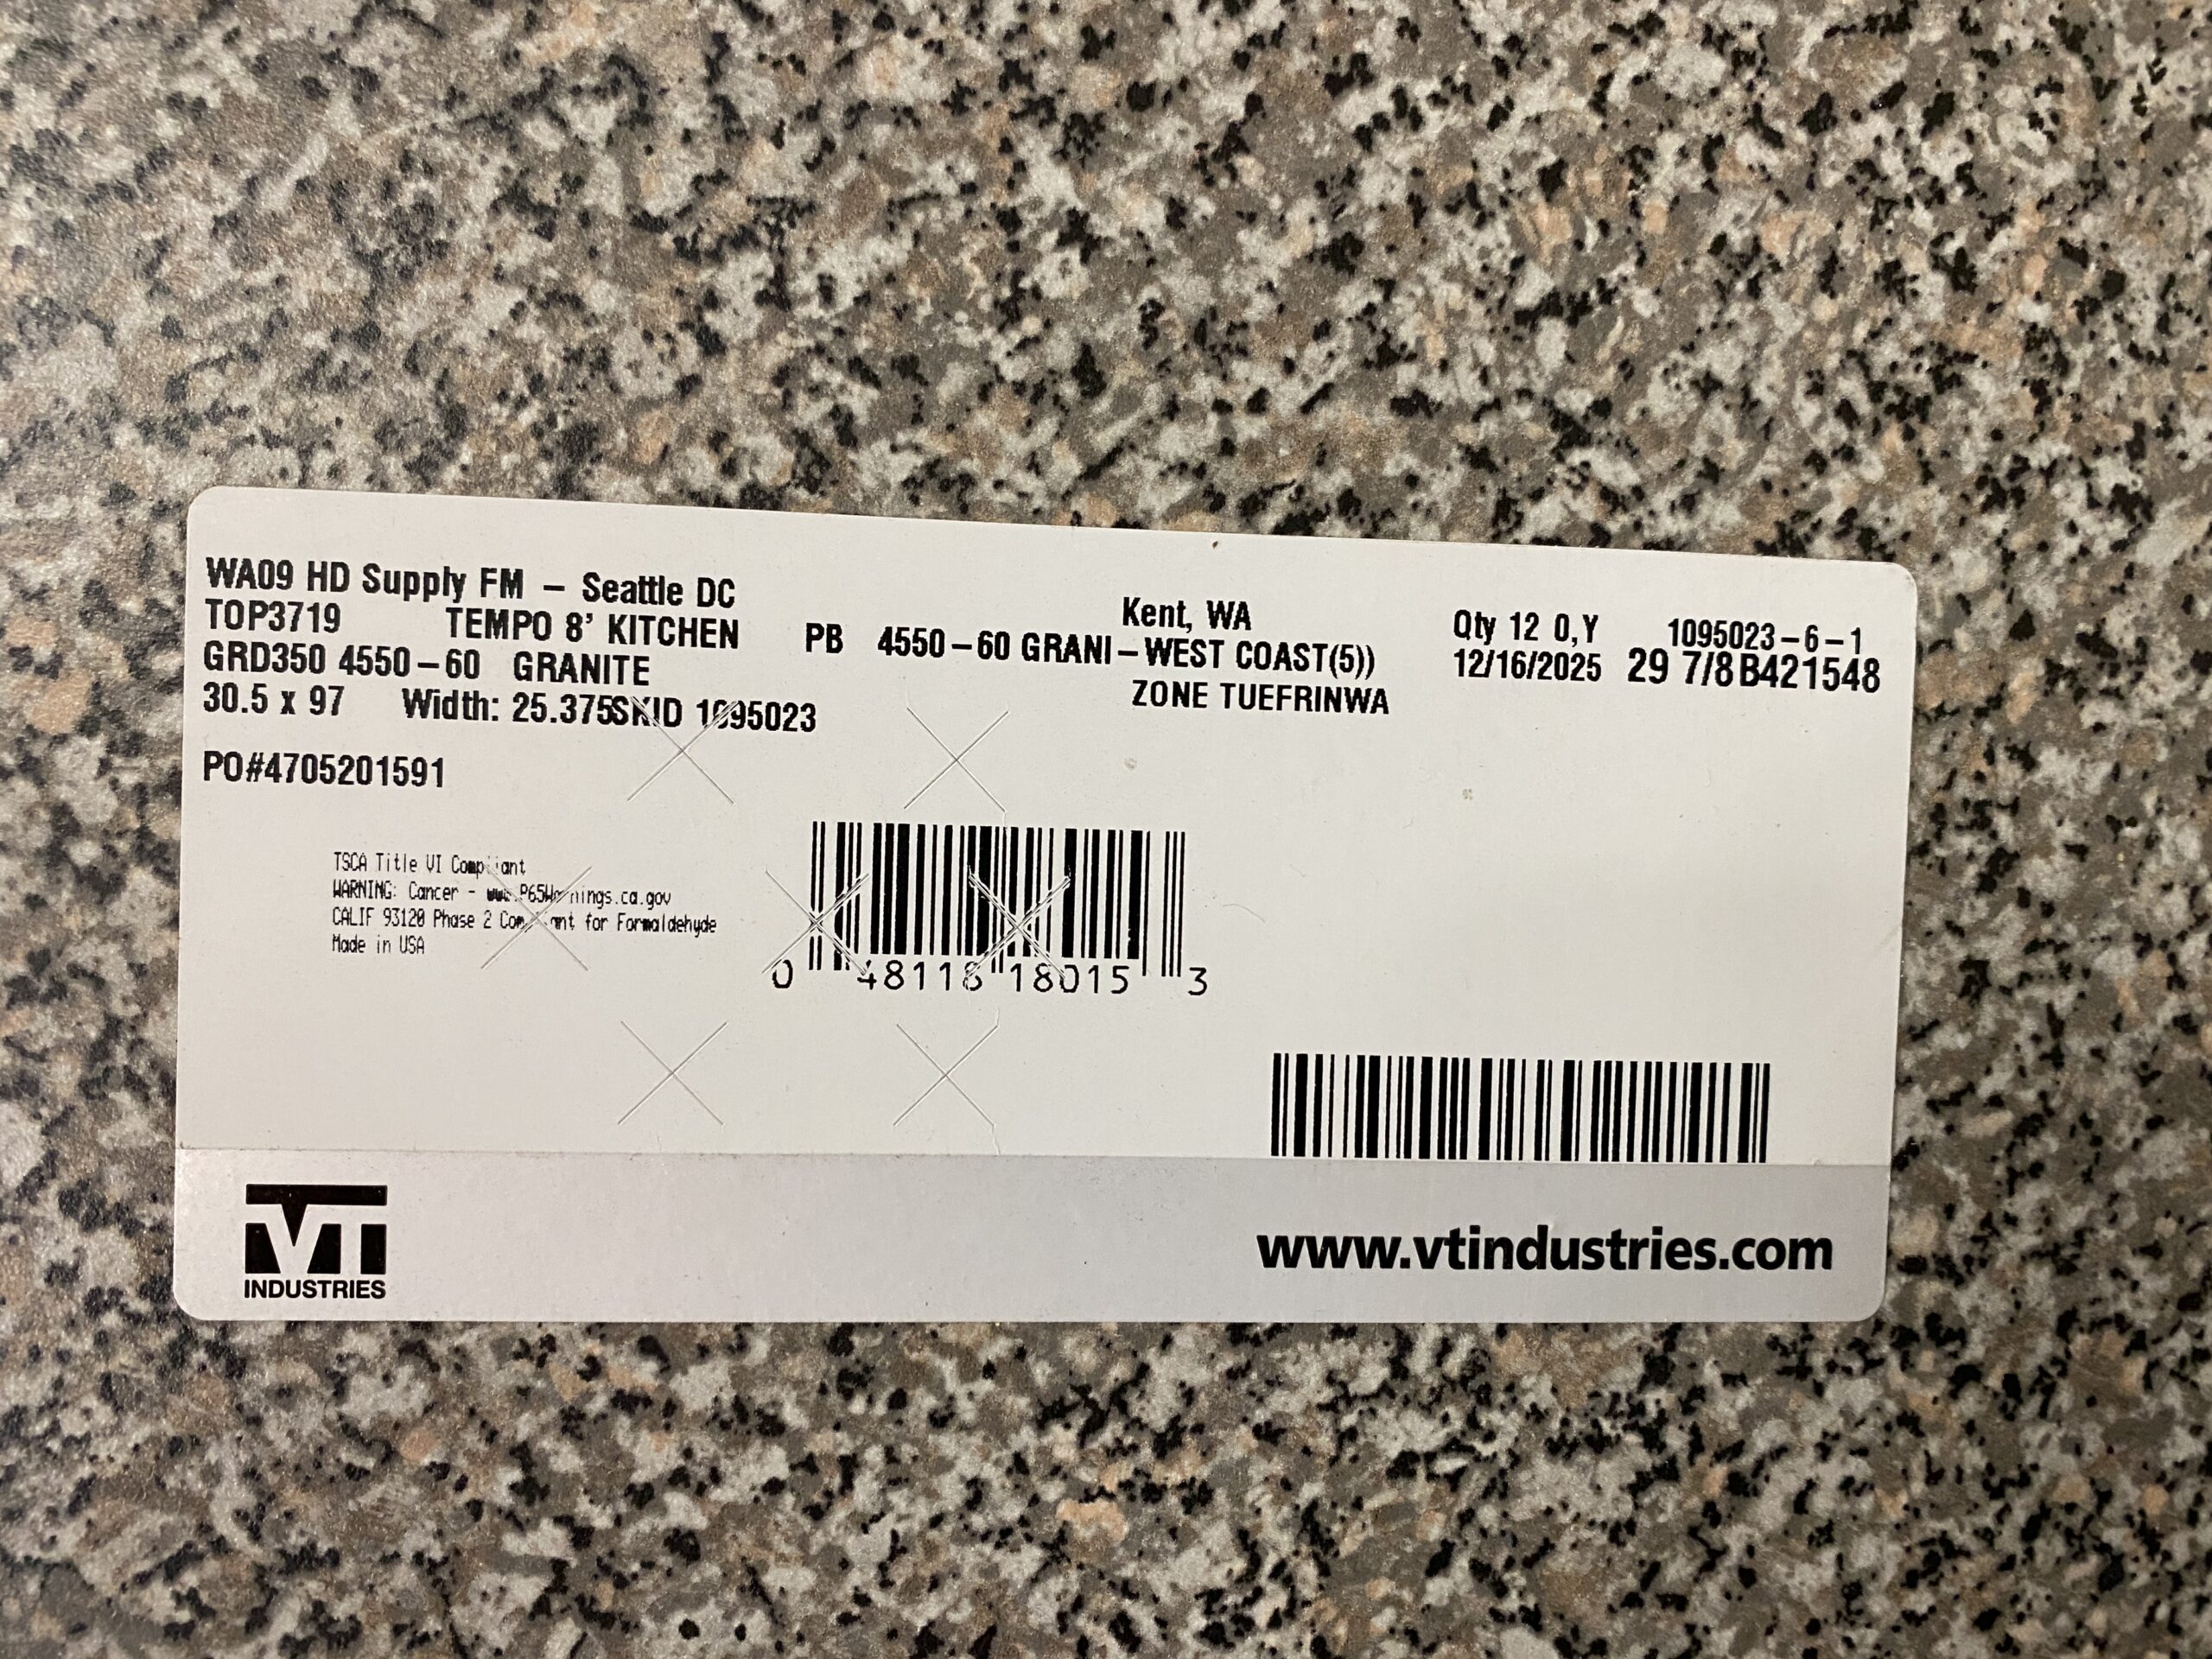 WA09 HD Supply FM – Seattle DC
Kent, WA
Qty 12 0,Y 1095023–6–1
TOP3719 TEMPO 8' KITCHEN PB 4550–60 GRANI–WEST COAST(5))
12/16/2025 29 7/8 B421548
GRD350 4550–60 GRANITE
ZONE TUEFRINWA
30.5 x 97 Width: 25.375SKID 1095023
PO#4705201591
TSCA Title VI Compliant
WARNING: Cancer - www.P65Warnings.ca.gov
CALIF 93120 Phase 2 Compliant for Formaldehyde
Made in USA
0 48118 18015 3
VT
INDUSTRIES
www.vtindustries.com